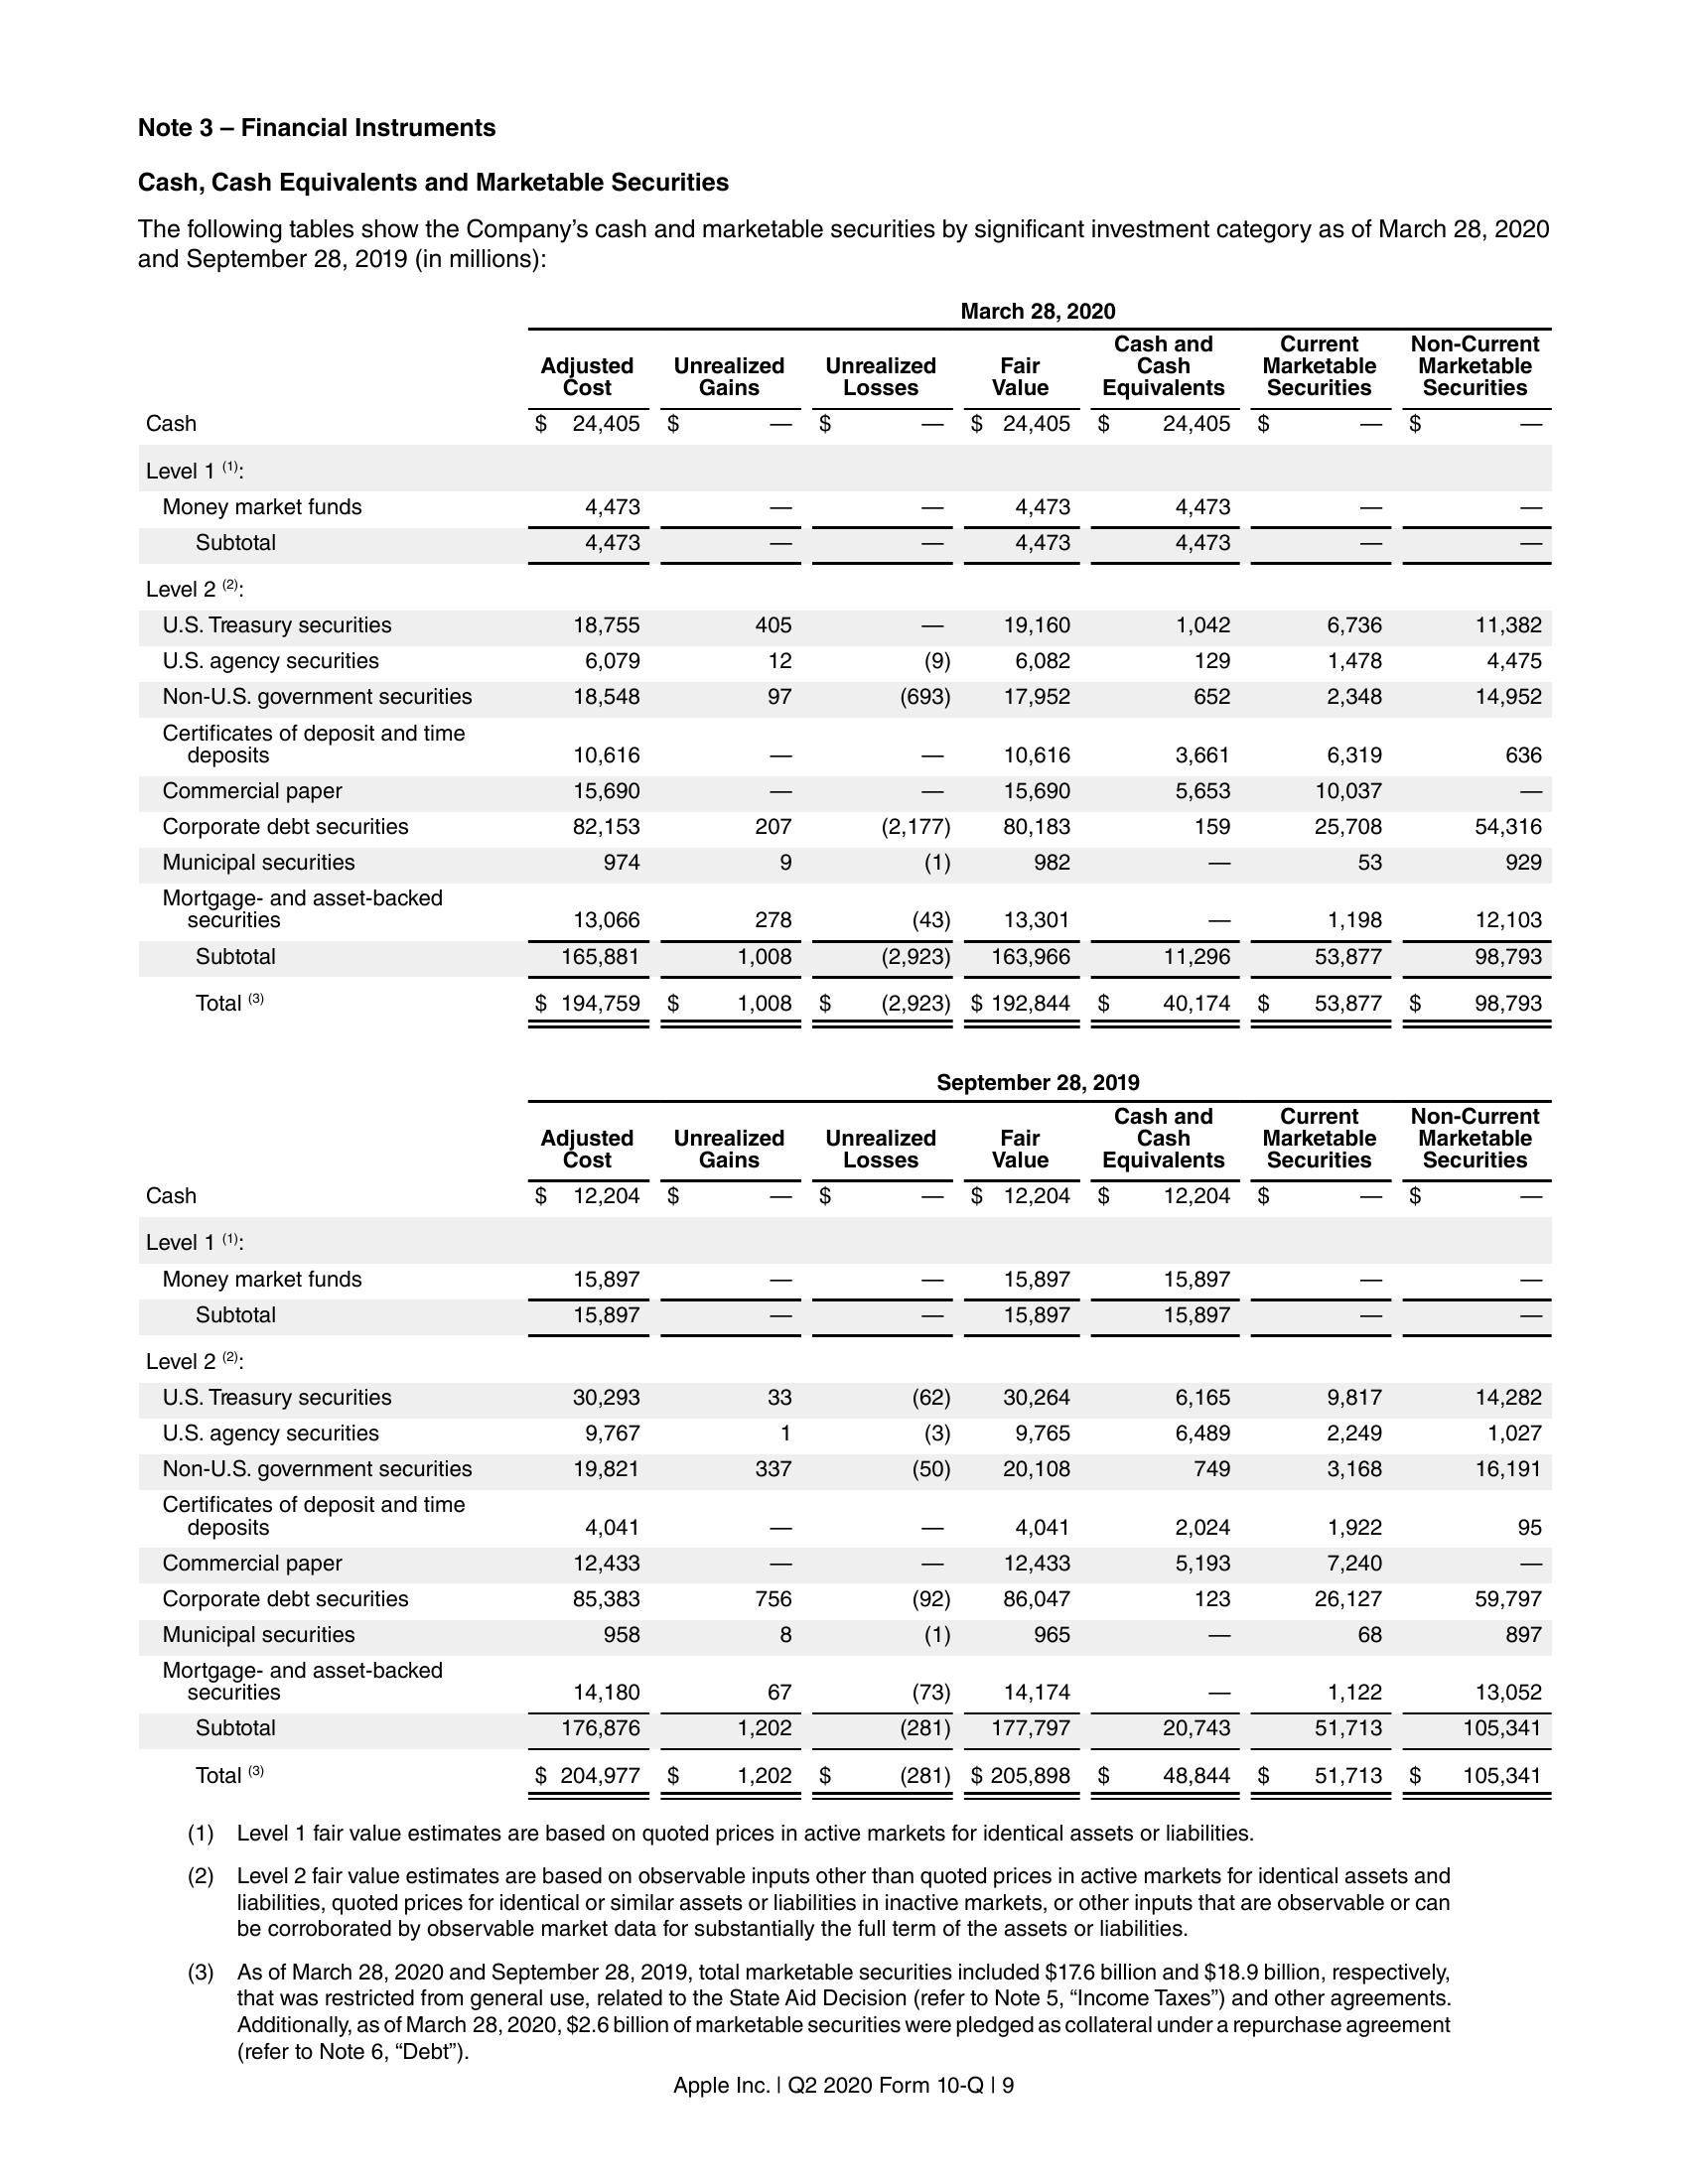 Note 3 – Financial Instruments
Cash, Cash Equivalents and Marketable Securities
The following tables show the Company’s cash and marketable securities by significant investment category as of March 28, 2020
and September 28, 2019 (in millions):
March 28, 2020
Adjusted Cost Unrealized Gains Unrealized Losses Fair Value Cash and Cash Equivalents Current Marketable Securities Non-Current Marketable Securities
Cash $ 24,405 $ — $ — $ 24,405 $ 24,405 $ — $ —
Level 1 (1):
Money market funds 4,473 — — 4,473 4,473 — —
Subtotal 4,473 — — 4,473 4,473 — —
Level 2 (2):
U.S. Treasury securities 18,755 405 — 19,160 1,042 6,736 11,382
U.S. agency securities 6,079 12 (9) 6,082 129 1,478 4,475
Non-U.S. government securities 18,548 97 (693) 17,952 652 2,348 14,952
Certificates of deposit and time
deposits 10,616 — — 10,616 3,661 6,319 636
Commercial paper 15,690 — — 15,690 5,653 10,037 —
Corporate debt securities 82,153 207 (2,177) 80,183 159 25,708 54,316
Municipal securities 974 9 (1) 982 — 53 929
Mortgage- and asset-backed
securities 13,066 278 (43) 13,301 — 1,198 12,103
Subtotal 165,881 1,008 (2,923) 163,966 11,296 53,877 98,793
Total (3) $ 194,759 $ 1,008 $ (2,923) $ 192,844 $ 40,174 $ 53,877 $ 98,793
September 28, 2019
Adjusted Cost Unrealized Gains Unrealized Losses Fair Value Cash and Cash Equivalents Current Marketable Securities Non-Current Marketable Securities
Cash $ 12,204 $ — $ — $ 12,204 $ 12,204 $ — $ —
Level 1 (1):
Money market funds 15,897 — — 15,897 15,897 — —
Subtotal 15,897 — — 15,897 15,897 — —
Level 2 (2):
U.S. Treasury securities 30,293 33 (62) 30,264 6,165 9,817 14,282
U.S. agency securities 9,767 1 (3) 9,765 6,489 2,249 1,027
Non-U.S. government securities 19,821 337 (50) 20,108 749 3,168 16,191
Certificates of deposit and time
deposits 4,041 — — 4,041 2,024 1,922 95
Commercial paper 12,433 — — 12,433 5,193 7,240 —
Corporate debt securities 85,383 756 (92) 86,047 123 26,127 59,797
Municipal securities 958 8 (1) 965 — 68 897
Mortgage- and asset-backed
securities 14,180 67 (73) 14,174 — 1,122 13,052
Subtotal 176,876 1,202 (281) 177,797 20,743 51,713 105,341
Total (3) $ 204,977 $ 1,202 $ (281) $ 205,898 $ 48,844 $ 51,713 $ 105,341
(1) Level 1 fair value estimates are based on quoted prices in active markets for identical assets or liabilities.
(2) Level 2 fair value estimates are based on observable inputs other than quoted prices in active markets for identical assets and
liabilities, quoted prices for identical or similar assets or liabilities in inactive markets, or other inputs that are observable or can
be corroborated by observable market data for substantially the full term of the assets or liabilities.
(3) As of March 28, 2020 and September 28, 2019, total marketable securities included $17.6 billion and $18.9 billion, respectively,
that was restricted from general use, related to the State Aid Decision (refer to Note 5, “Income Taxes”) and other agreements.
Additionally, as of March 28, 2020, $2.6 billion of marketable securities were pledged as collateral under a repurchase agreement
(refer to Note 6, “Debt”).
Apple Inc. | Q2 2020 Form 10-Q | 9